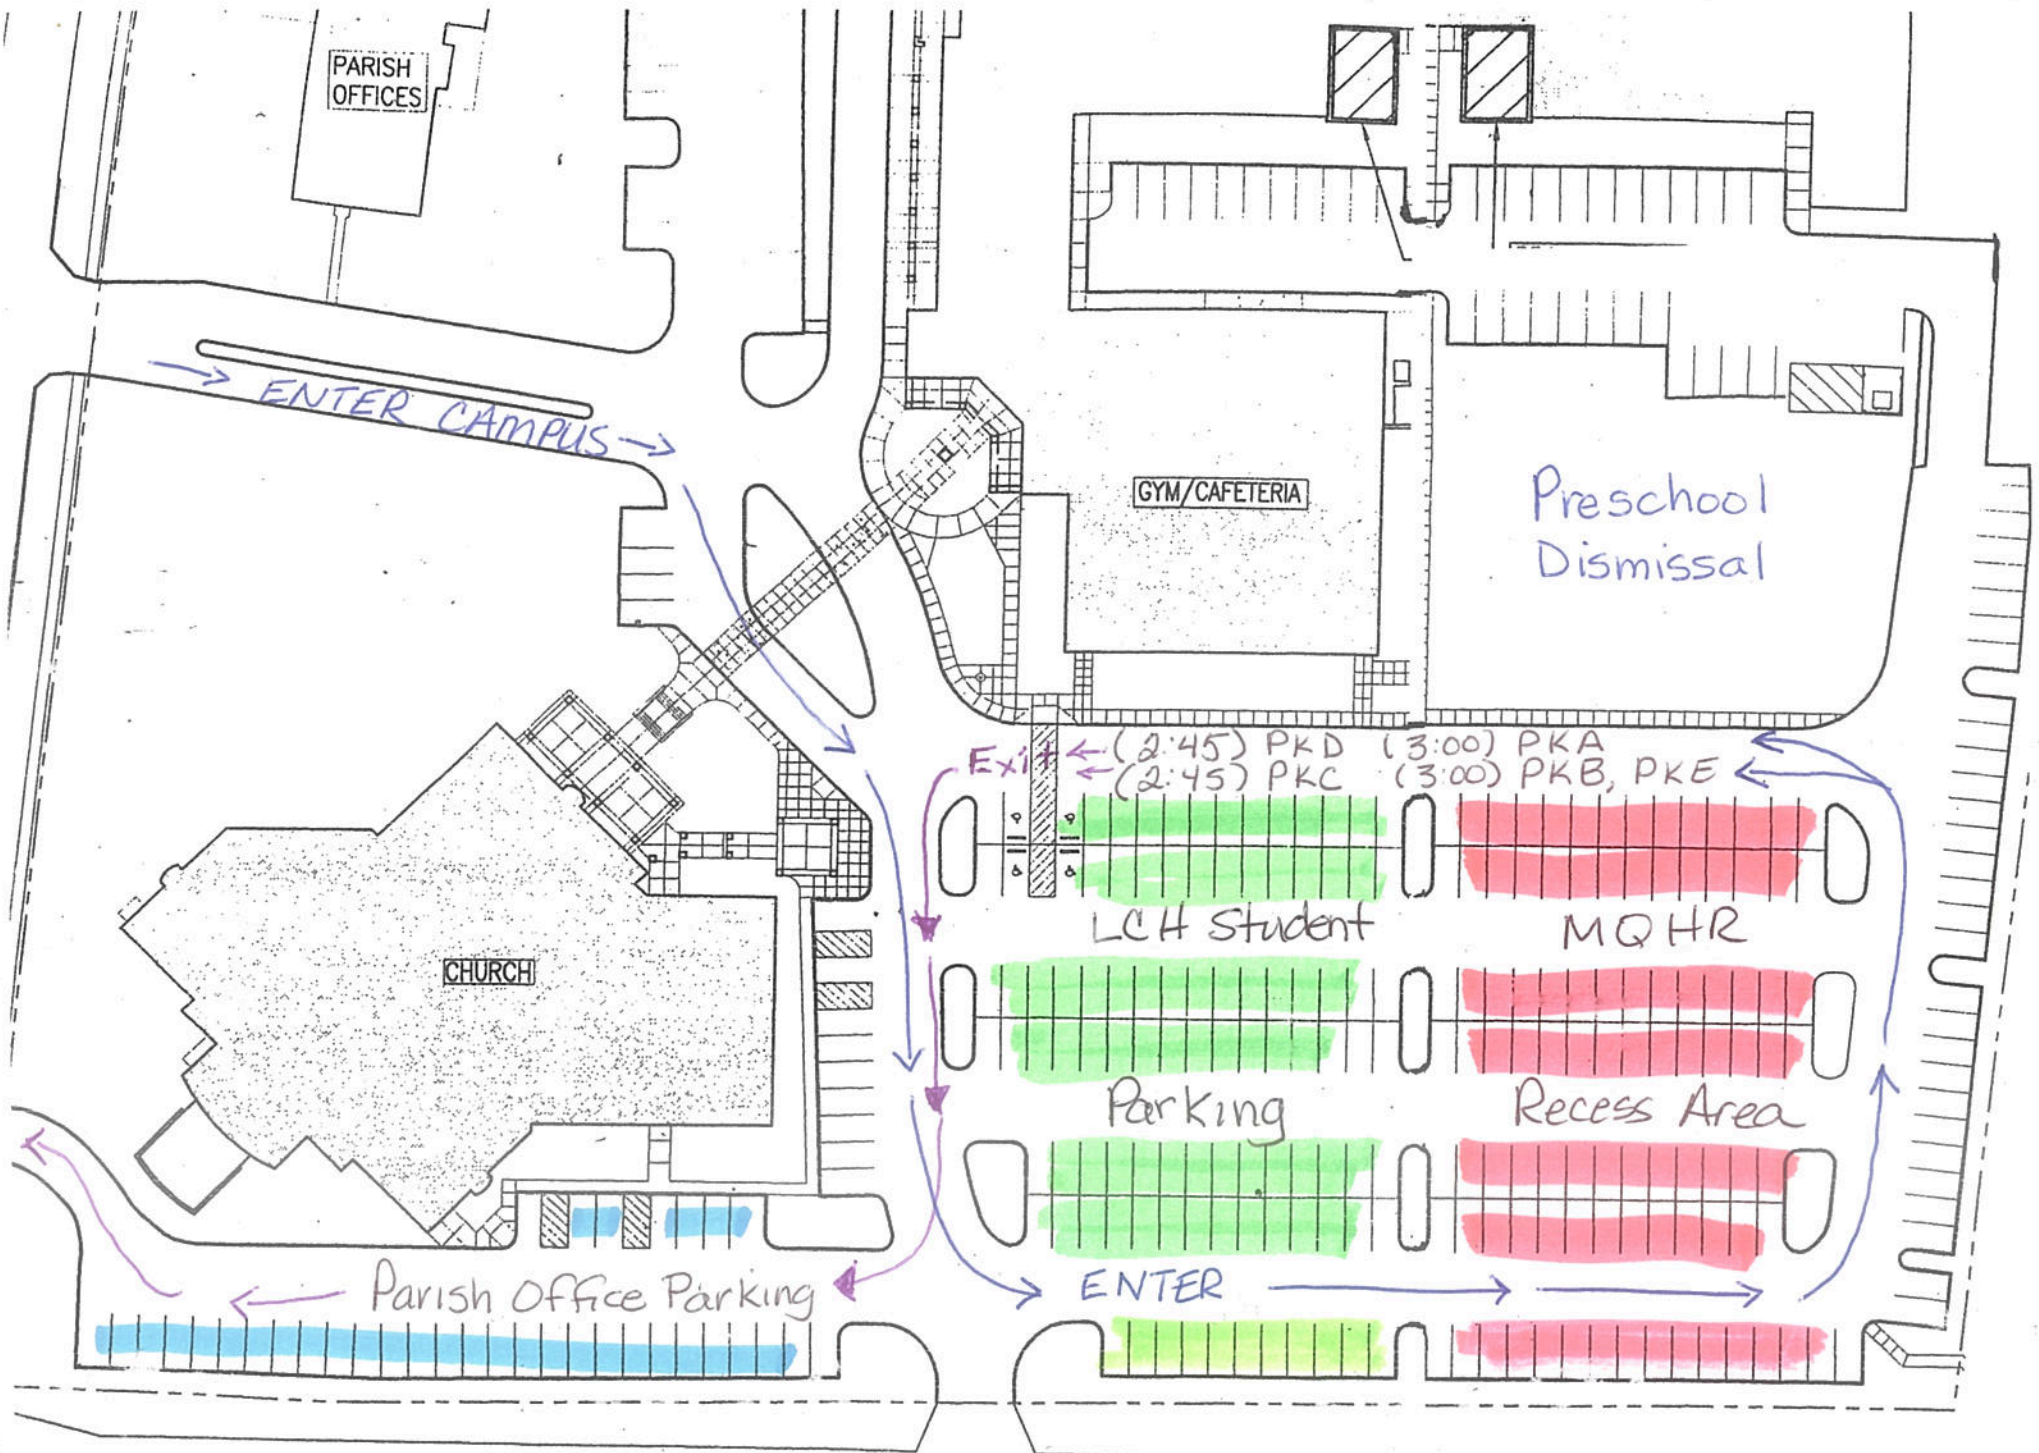 PARISH
OFFICES
ENTER CAMPUS
GYM/CAFETERIA
Preschool
Dismissal
Exit
(2:45) PKD (3:00) PKA
(2:45) PKC (3:00) PKB, PKE
LCH Student
MQHR
CHURCH
Parking
Recess Area
Parish Office Parking
ENTER